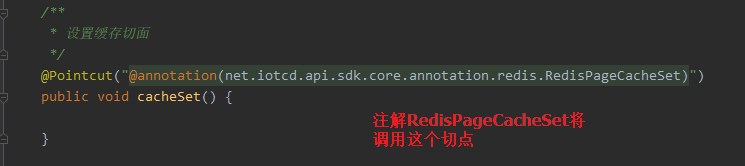 /**
* 设置缓存切面
*/
@Pointcut("@annotation(net.iotcd.api.sdk.core.annotation.redis.RedisPageCacheSet)")
public void cacheSet() {
注解RedisPageCacheSet将
调用这个切点
}